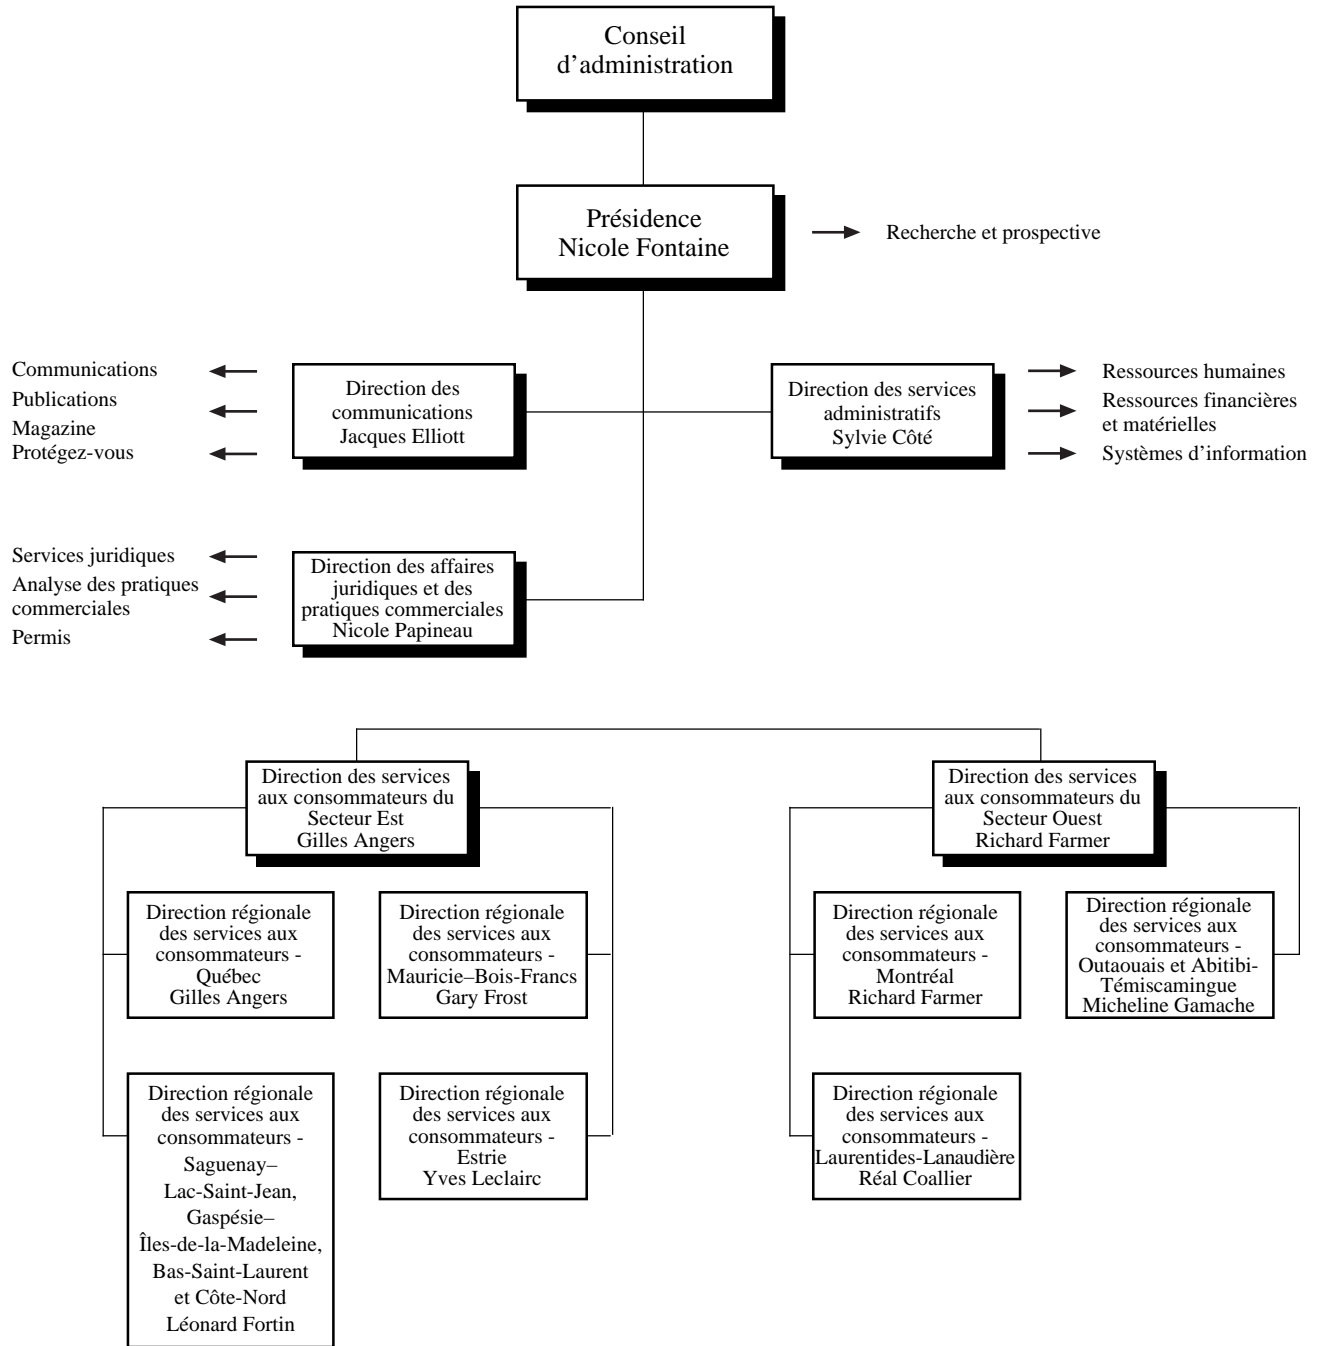 Conseil
d'administration
Présidence
Nicole Fontaine
Recherche et prospective
Communications
Publications
Magazine
Protégez-vous
Direction des
communications
Jacques Elliott
Direction des services
administratifs
Sylvie Côté
Ressources humaines
Ressources financières
et matérielles
Systèmes d'information
Services juridiques
Analyse des pratiques
commerciales
Permis
Direction des affaires
juridiques et des
pratiques commerciales
Nicole Papineau
Direction des services
aux consommateurs du
Secteur Est
Gilles Angers
Direction des services
aux consommateurs du
Secteur Ouest
Richard Farmer
Direction régionale
des services aux
consommateurs -
Québec
Gilles Angers
Direction régionale
des services aux
consommateurs -
Mauricie–Bois-Francs
Gary Frost
Direction régionale
des services aux
consommateurs -
Montréal
Richard Farmer
Direction régionale
des services aux
consommateurs -
Outaouais et Abitibi-
Témiscamingue
Micheline Gamache
Direction régionale
des services aux
consommateurs -
Saguenay–
Lac-Saint-Jean,
Gaspésie–
Îles-de-la-Madeleine,
Bas-Saint-Laurent
et Côte-Nord
Léonard Fortin
Direction régionale
des services aux
consommateurs -
Estrie
Yves Leclairc
Direction régionale
des services aux
consommateurs -
Laurentides-Lanaudière
Réal Coallier